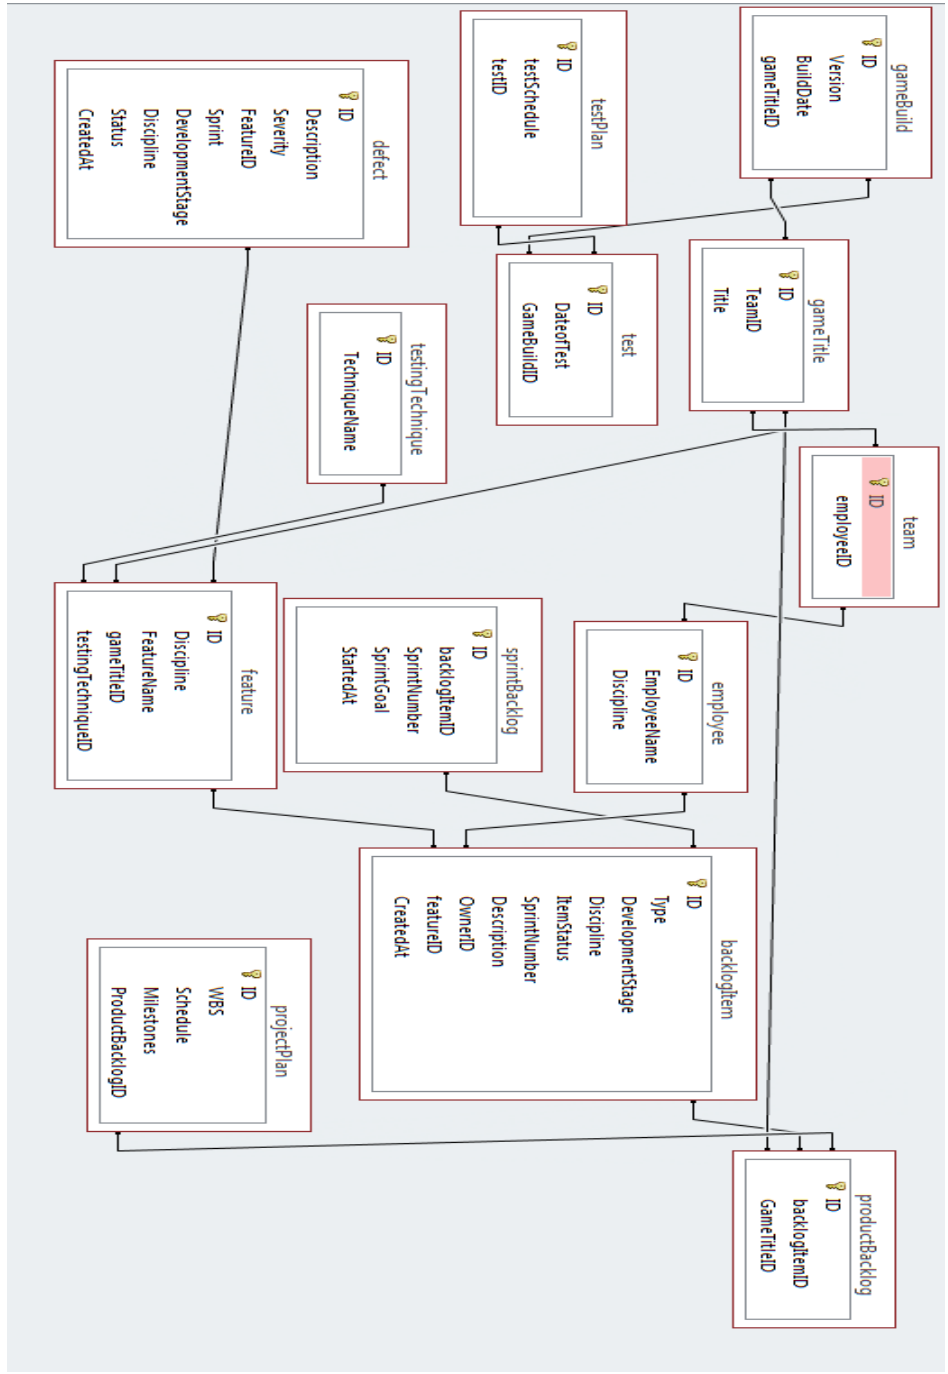 gameBuild
ID
Version
BuildDate
gameTitleID
testPlan
ID
testSchedule
testID
defect
ID
Description
Severity
FeatureID
Sprint
DevelopmentStage
Discipline
Status
CreatedAt
gameTitle
ID
TeamID
Title
test
ID
DateofTest
GameBuildID
testingTechnique
ID
TechniqueName
team
ID
employeeID
employee
ID
EmployeeName
Discipline
sprintBacklog
ID
backlogItemID
SprintNumber
SprintGoal
StartedAt
feature
ID
Discipline
FeatureName
gameTitleID
testingTechniqueID
backlogItem
ID
Type
DevelopmentStage
Discipline
ItemStatus
SprintNumber
Description
OwnerID
featureID
CreatedAt
projectPlan
ID
WBS
Schedule
Milestones
ProductBacklogID
productBacklog
ID
backlogItemID
GameTitleID